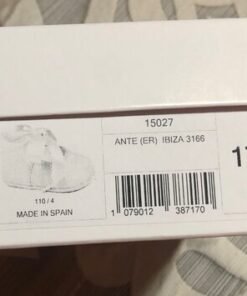 15027
ANTE (ER) IBIZA 3166
110 / 4
MADE IN SPAIN
1 079012 387170